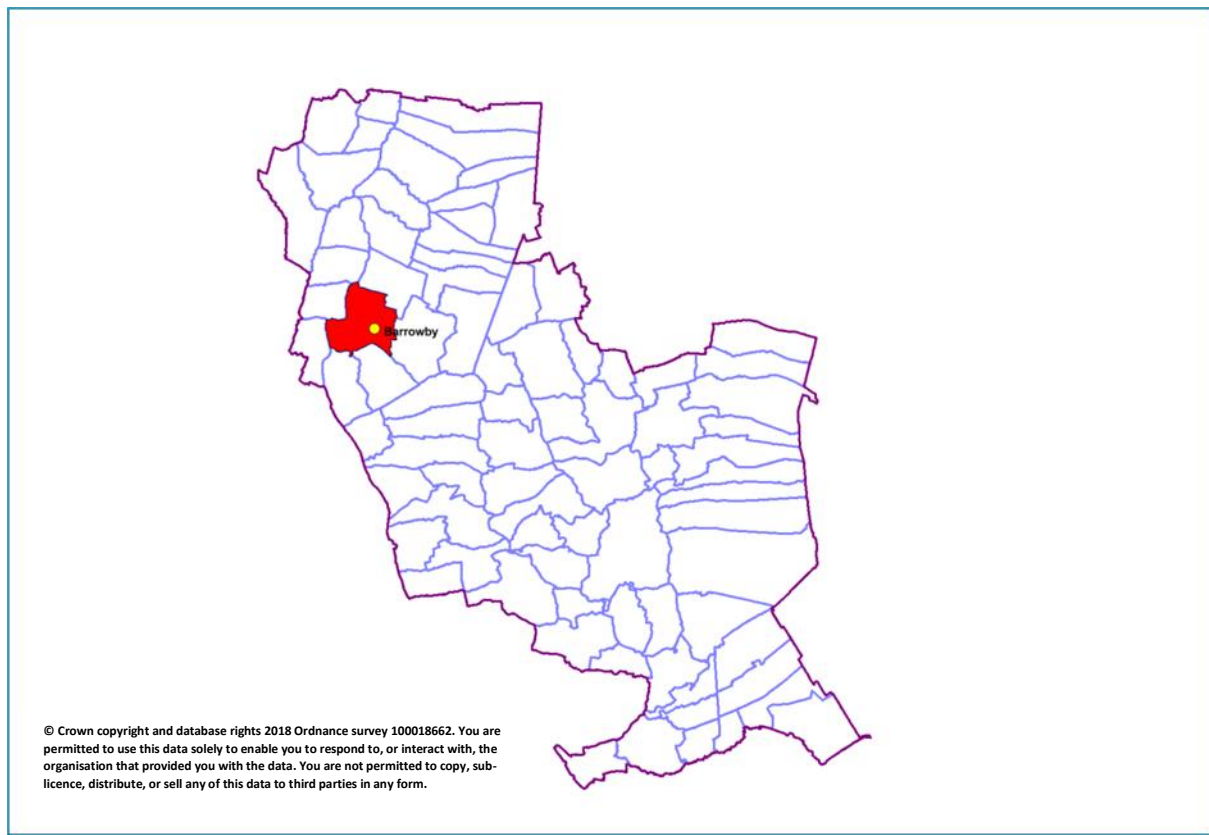 Barrowby
© Crown copyright and database rights 2018 Ordnance survey 100018662. You are
permitted to use this data solely to enable you to respond to, or interact with, the
organisation that provided you with the data. You are not permitted to copy, sub-
licence, distribute, or sell any of this data to third parties in any form.